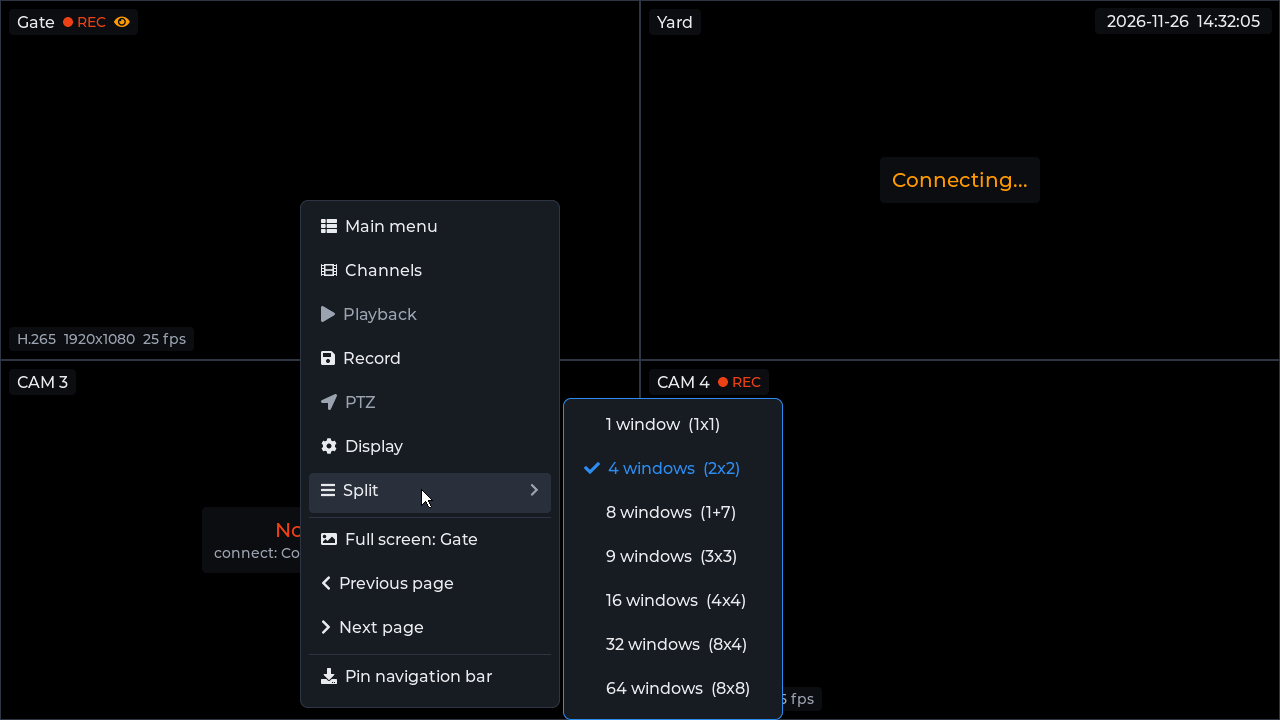 Gate REC
Yard
2026-11-26 14:32:05
Connecting...
H.265 1920x1080 25 fps
Main menu
Channels
Playback
Record
PTZ
Display
Split
Full screen: Gate
Previous page
Next page
Pin navigation bar
CAM 3
connect:
CAM 4 REC
1 window (1x1)
4 windows (2x2)
8 windows (1+7)
9 windows (3x3)
16 windows (4x4)
32 windows (8x4)
64 windows (8x8)
fps